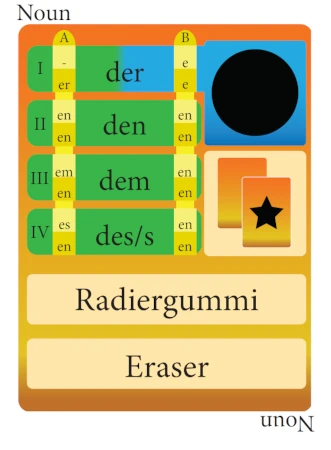 Noun
A B
I - er der e e
II en en den en en
III em en dem en en
IV es en des/s en en
Radiergummi
Eraser
Noun